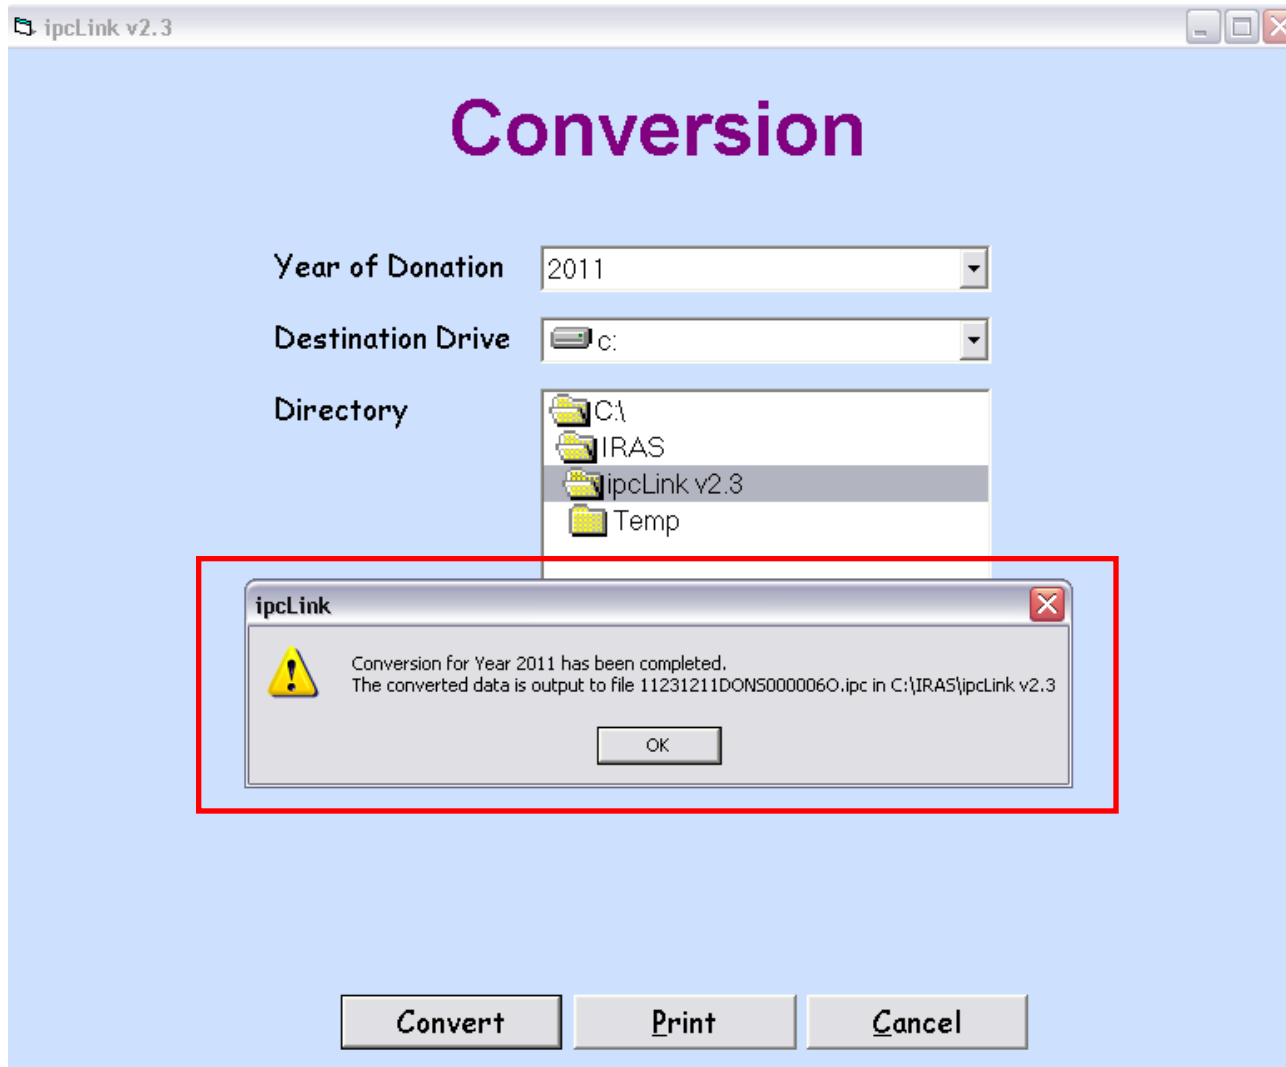 ipcLink v2.3
Conversion
Year of Donation 2011
Destination Drive c:
Directory C:\
IRAS
ipcLink v2.3
Temp
ipcLink
Conversion for Year 2011 has been completed.
The converted data is output to file 11231211DONS000006O.ipc in C:\IRAS\ipcLink v2.3
OK
Convert Print Cancel